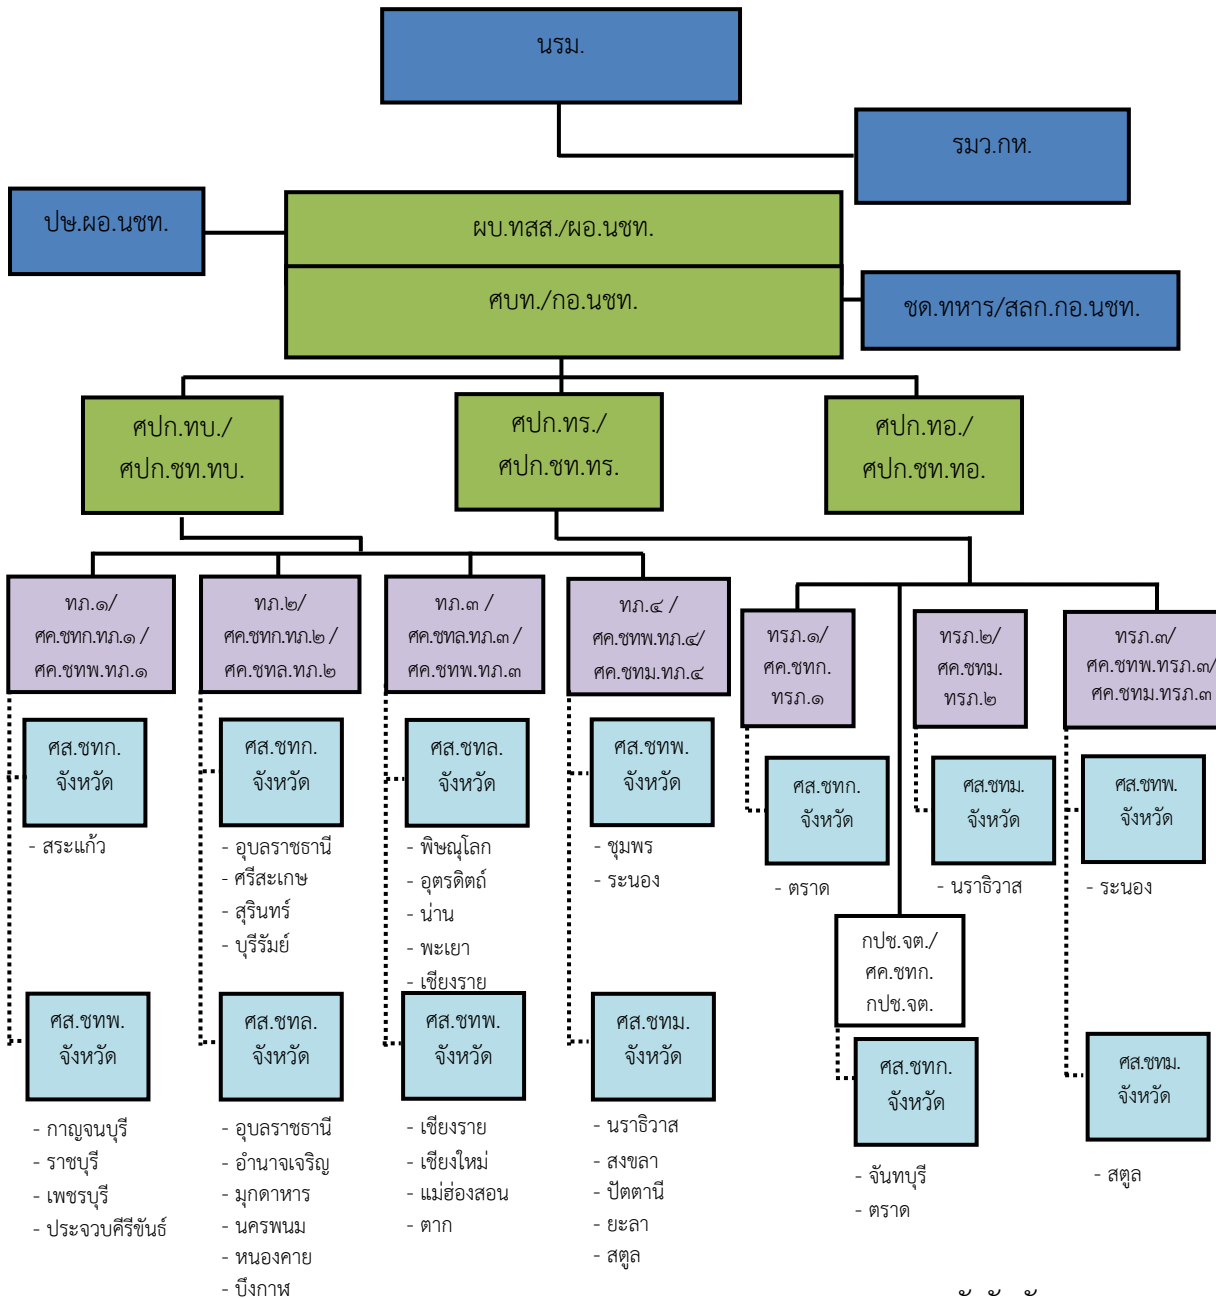 นรม.
รมว.กห.
ปษ.ผอ.นชท.
ผบ.ทสส./ผอ.นชท.
ศบท./กอ.นชท.
ชด.ทหาร/สลก.กอ.นชท.
ศปก.ทบ./
ศปก.ชท.ทบ.
ศปก.ทร./
ศปก.ชท.ทร.
ศปก.ทอ./
ศปก.ชท.ทอ.
ทภ.๑/
ศค.ชทก.ทภ.๑ /
ศค.ชทพ.ทภ.๑
ทภ.๒/
ศค.ชทก.ทภ.๒ /
ศค.ชทล.ทภ.๒
ทภ.๓ /
ศค.ชทล.ทภ.๓ /
ศค.ชทพ.ทภ.๓
ทภ.๔ /
ศค.ชทพ.ทภ.๔/
ศค.ชทม.ทภ.๔
ทรภ.๑/
ศค.ชทก.
ทรภ.๑
ทรภ.๒/
ศค.ชทม.
ทรภ.๒
ทรภ.๓/
ศค.ชทพ.ทรภ.๓/
ศค.ชทม.ทรภ.๓
ศส.ชทก.
จังหวัด
- สระแก้ว
ศส.ชทก.
จังหวัด
- อุบลราชธานี
- ศรีสะเกษ
- สุรินทร์
- บุรีรัมย์
ศส.ชทล.
จังหวัด
- พิษณุโลก
- อุตรดิตถ์
- น่าน
- พะเยา
- เชียงราย
ศส.ชทพ.
จังหวัด
- ชุมพร
- ระนอง
ศส.ชทก.
จังหวัด
- ตราด
ศส.ชทม.
จังหวัด
- นราธิวาส
ศส.ชทพ.
จังหวัด
- ระนอง
กปช.จต./
ศค.ชทก.
กปช.จต.
ศส.ชทพ.
จังหวัด
- กาญจนบุรี
- ราชบุรี
- เพชรบุรี
- ประจวบคีรีขันธ์
ศส.ชทล.
จังหวัด
- อุบลราชธานี
- อำนาจเจริญ
- มุกดาหาร
- นครพนม
- หนองคาย
- บึงกาฬ
ศส.ชทพ.
จังหวัด
- เชียงราย
- เชียงใหม่
- แม่ฮ่องสอน
- ตาก
ศส.ชทม.
จังหวัด
- นราธิวาส
- สงขลา
- ปัตตานี
- ยะลา
- สตูล
ศส.ชทก.
จังหวัด
- จันทบุรี
- ตราด
ศส.ชทม.
จังหวัด
- สตูล